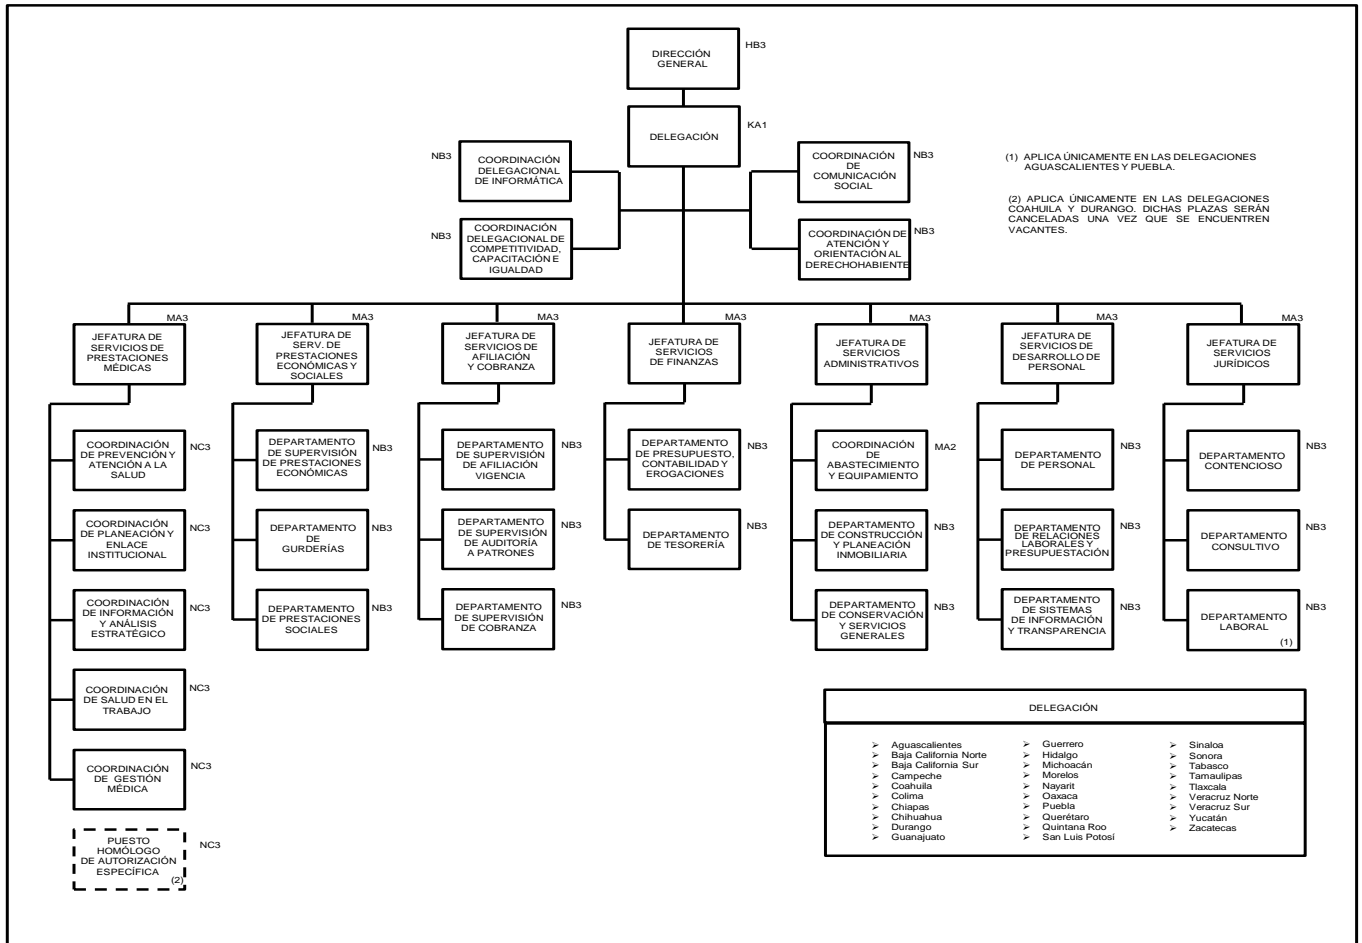 DIRECCIÓN
GENERAL
HB3
DELEGACIÓN
KA1
NB3
COORDINACIÓN
DELEGACIONAL
DE INFORMÁTICA
COORDINACIÓN
DE
COMUNICACIÓN
SOCIAL
NB3
NB3
COORDINACIÓN
DELEGACIONAL DE
COMPETITIVIDAD,
CAPACITACIÓN E
IGUALDAD
COORDINACIÓN DE
ATENCIÓN Y
ORIENTACIÓN AL
DERECHOHABIENTE
NB3
(1) APLICA ÚNICAMENTE EN LAS DELEGACIONES
AGUASCALIENTES Y PUEBLA.
(2) APLICA ÚNICAMENTE EN LAS DELEGACIONES
COAHUILA Y DURANGO. DICHAS PLAZAS SERÁN
CANCELADAS UNA VEZ QUE SE ENCUENTREN
VACANTES.
MA3
JEFATURA DE
SERVICIOS DE
PRESTACIONES
MÉDICAS
COORDINACIÓN
DE PREVENCIÓN Y
ATENCIÓN A LA
SALUD
NC3
COORDINACIÓN
DE PLANEACIÓN Y
ENLACE
INSTITUCIONAL
NC3
COORDINACIÓN
DE INFORMACIÓN
Y ANÁLISIS
ESTRATÉGICO
NC3
COORDINACIÓN
DE SALUD EN EL
TRABAJO
NC3
COORDINACIÓN
DE GESTIÓN
MÉDICA
NC3
PUESTO
HOMÓLOGO
DE AUTORIZACIÓN
ESPECÍFICA
(2)
NC3
MA3
JEFATURA DE
SERV. DE
PRESTACIONES
ECONÓMICAS Y
SOCIALES
DEPARTAMENTO
DE SUPERVISIÓN
DE PRESTACIONES
ECONÓMICAS
NB3
DEPARTAMENTO
DE
GURDERÍAS
NB3
DEPARTAMENTO
DE PRESTACIONES
SOCIALES
NB3
MA3
JEFATURA DE
SERVICIOS DE
AFILIACIÓN
Y COBRANZA
DEPARTAMENTO
DE SUPERVISIÓN
DE AFILIACIÓN
VIGENCIA
NB3
DEPARTAMENTO
DE SUPERVISIÓN
DE AUDITORÍA
A PATRONES
NB3
DEPARTAMENTO
DE SUPERVISIÓN
DE COBRANZA
NB3
MA3
JEFATURA DE
SERVICIOS
DE FINANZAS
DEPARTAMENTO
DE PRESUPUESTO,
CONTABILIDAD Y
EROGACIONES
NB3
DEPARTAMENTO
DE TESORERÍA
NB3
MA3
JEFATURA DE
SERVICIOS
ADMINISTRATIVOS
COORDINACIÓN
DE
ABASTECIMIENTO
Y EQUIPAMIENTO
MA2
DEPARTAMENTO
DE CONSTRUCCIÓN
Y PLANEACIÓN
INMOBILIARIA
NB3
DEPARTAMENTO
DE CONSERVACIÓN
Y SERVICIOS
GENERALES
NB3
MA3
JEFATURA DE
SERVICIOS DE
DESARROLLO DE
PERSONAL
DEPARTAMENTO
DE PERSONAL
NB3
DEPARTAMENTO
DE RELACIONES
LABORALES Y
PRESUPUESTACIÓN
NB3
DEPARTAMENTO
DE SISTEMAS
DE INFORMACIÓN
Y TRANSPARENCIA
NB3
MA3
JEFATURA DE
SERVICIOS
JURÍDICOS
DEPARTAMENTO
CONTENCIOSO
NB3
DEPARTAMENTO
CONSULTIVO
NB3
DEPARTAMENTO
LABORAL
(1)
NB3
DELEGACIÓN
➢ Aguascalientes
➢ Baja California Norte
➢ Baja California Sur
➢ Campeche
➢ Coahuila
➢ Colima
➢ Chiapas
➢ Chihuahua
➢ Durango
➢ Guanajuato
➢ Guerrero
➢ Hidalgo
➢ Michoacán
➢ Morelos
➢ Nayarit
➢ Oaxaca
➢ Puebla
➢ Querétaro
➢ Quintana Roo
➢ San Luis Potosí
➢ Sinaloa
➢ Sonora
➢ Tabasco
➢ Tamaulipas
➢ Tlaxcala
➢ Veracruz Norte
➢ Veracruz Sur
➢ Yucatán
➢ Zacatecas